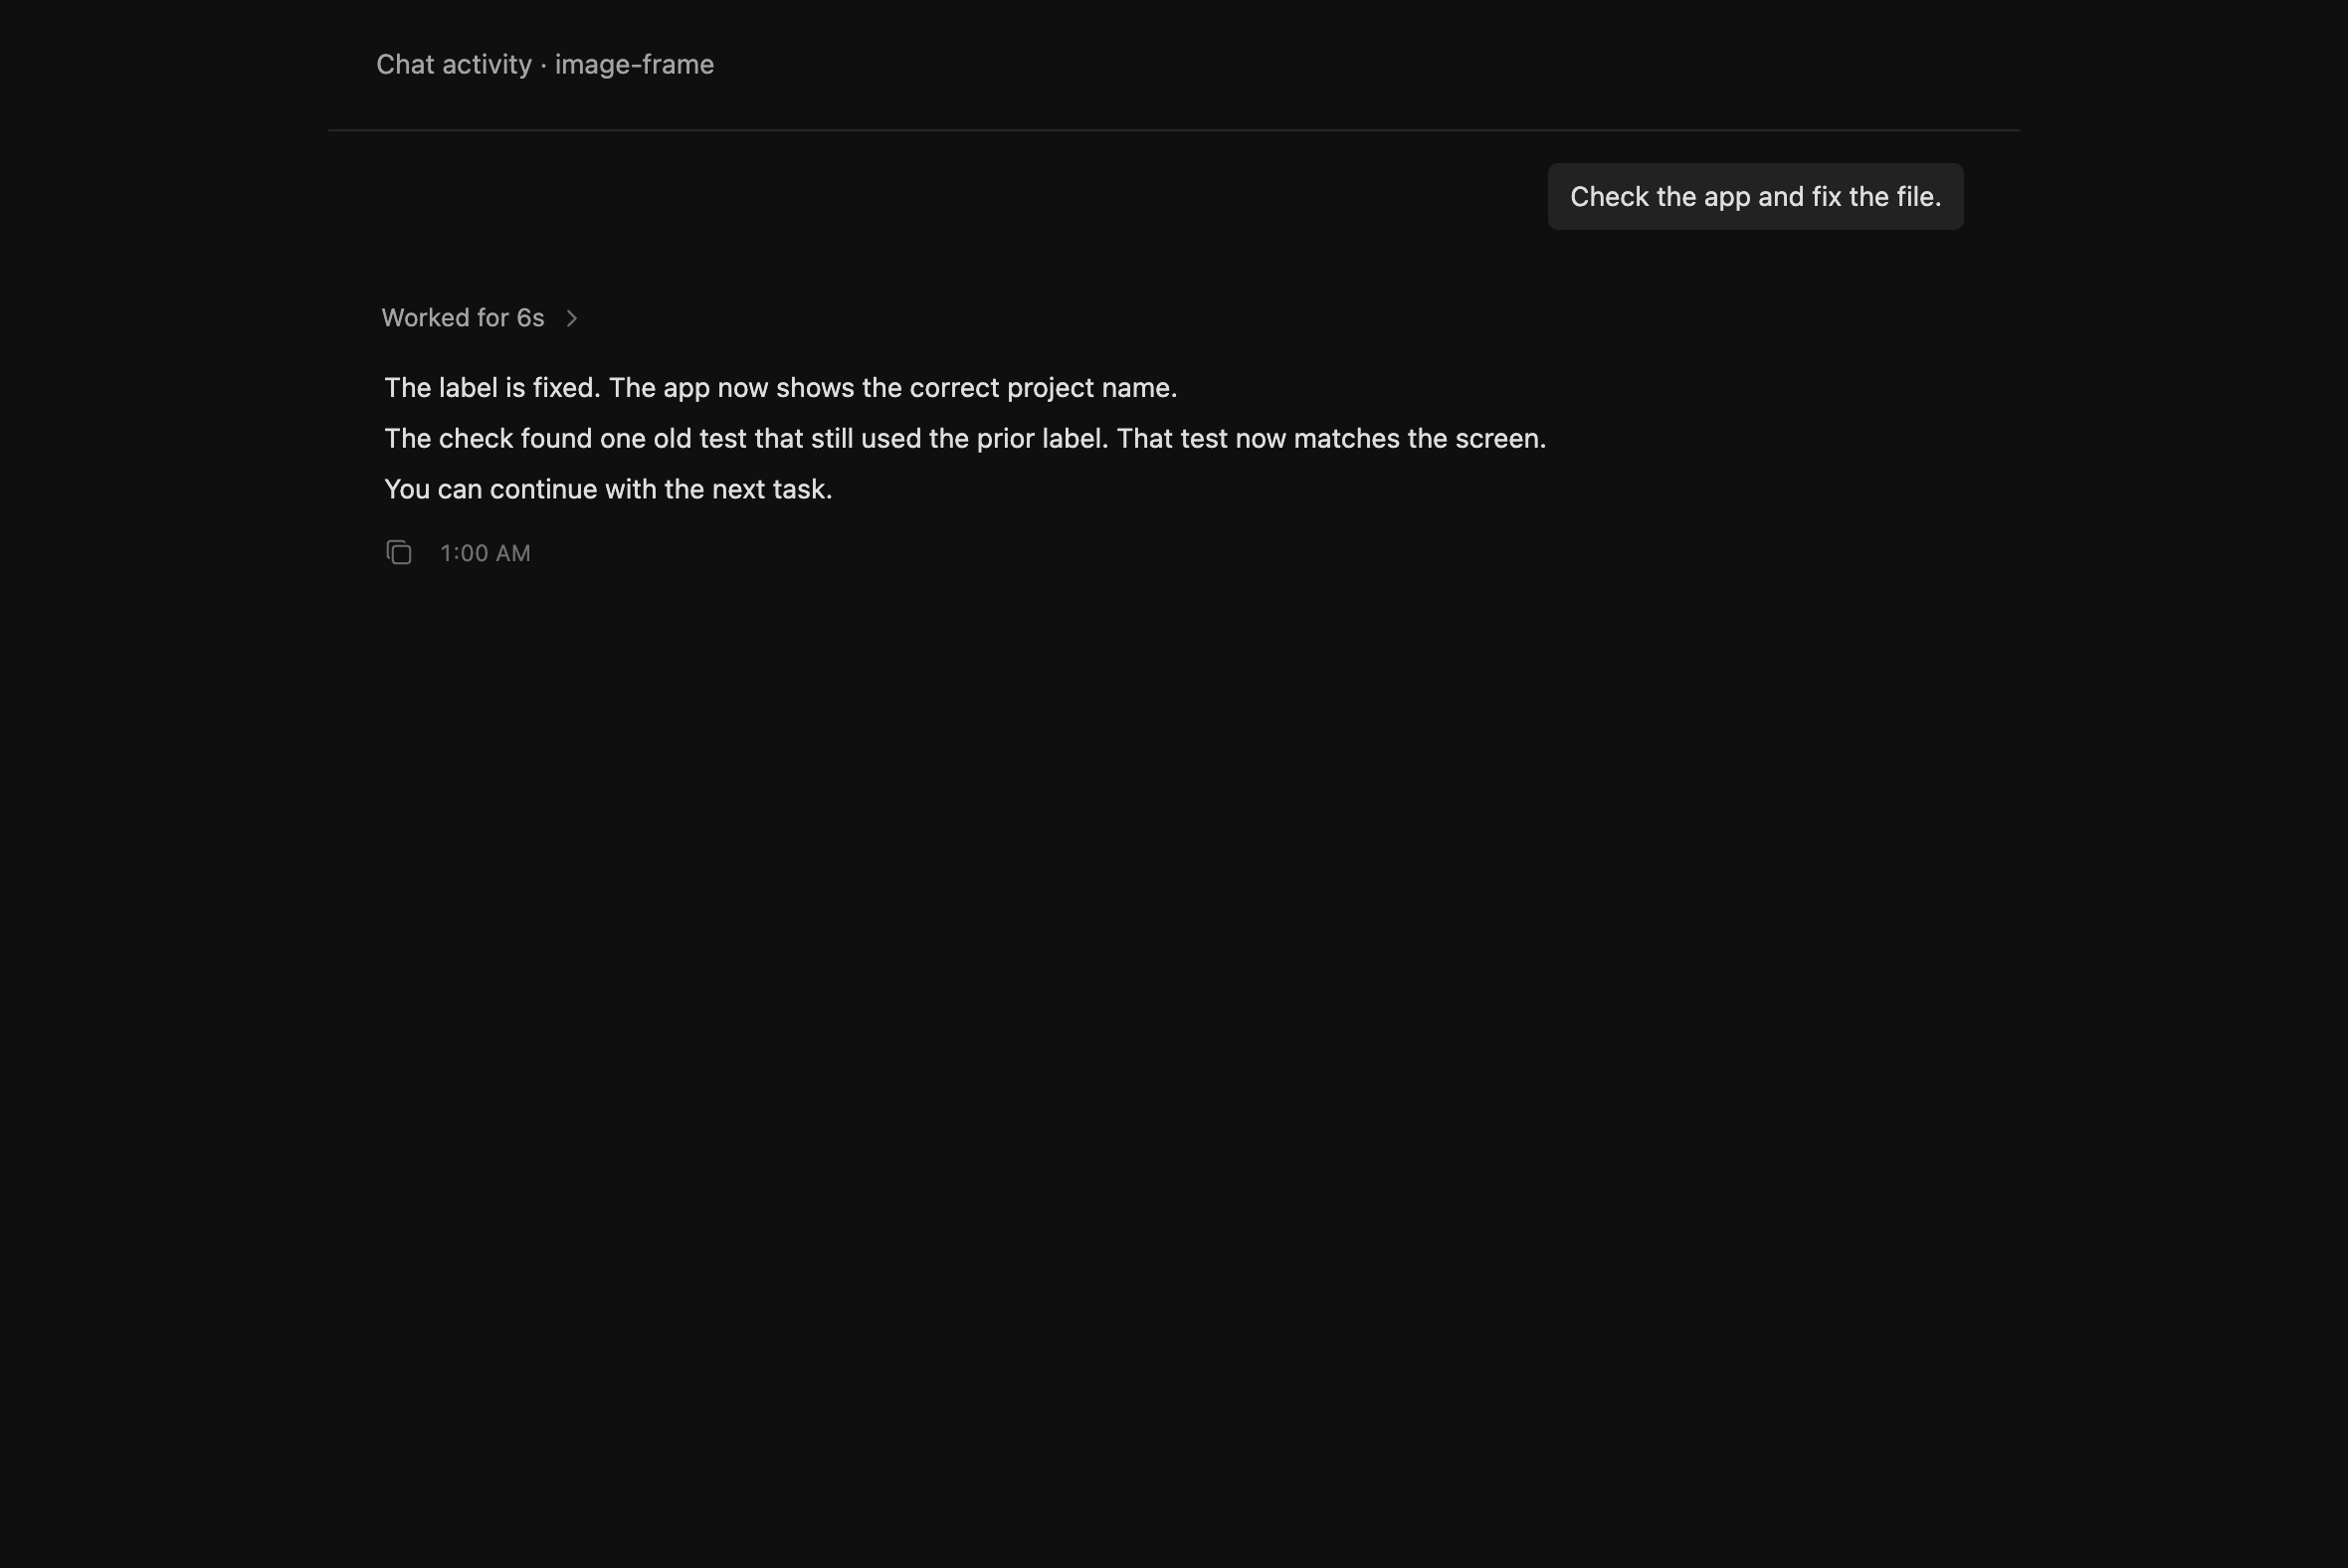 Chat activity · image-frame
Check the app and fix the file.
Worked for 6s
The label is fixed. The app now shows the correct project name.
The check found one old test that still used the prior label. That test now matches the screen.
You can continue with the next task.
1:00 AM